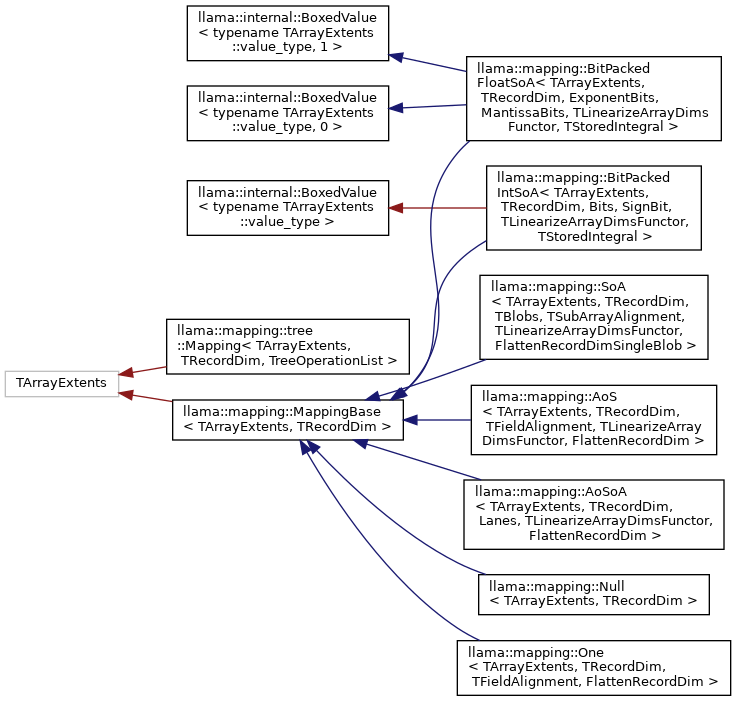 llama::internal::BoxedValue
< typename TArrayExtents
::value_type, 1 >
llama::mapping::BitPacked
FloatSoA< TArrayExtents,
TRecordDim, ExponentBits,
MantissaBits, TLinearizeArrayDims
Functor, TStoredIntegral >
llama::internal::BoxedValue
< typename TArrayExtents
::value_type, 0 >
llama::mapping::BitPacked
IntSoA< TArrayExtents,
TRecordDim, Bits, SignBit,
TLinearizeArrayDimsFunctor,
TStoredIntegral >
llama::internal::BoxedValue
< typename TArrayExtents
::value_type >
llama::mapping::SoA
< TArrayExtents, TRecordDim,
TBlobs, TSubArrayAlignment,
TLinearizeArrayDimsFunctor,
FlattenRecordDimSingleBlob >
llama::mapping::tree
::Mapping< TArrayExtents,
TRecordDim, TreeOperationList >
TArrayExtents
llama::mapping::MappingBase
< TArrayExtents, TRecordDim >
llama::mapping::AoS
< TArrayExtents, TRecordDim,
TFieldAlignment, TLinearizeArray
DimsFunctor, FlattenRecordDim >
llama::mapping::AoSoA
< TArrayExtents, TRecordDim,
Lanes, TLinearizeArrayDimsFunctor,
FlattenRecordDim >
llama::mapping::Null
< TArrayExtents, TRecordDim >
llama::mapping::One
< TArrayExtents, TRecordDim,
TFieldAlignment, FlattenRecordDim >